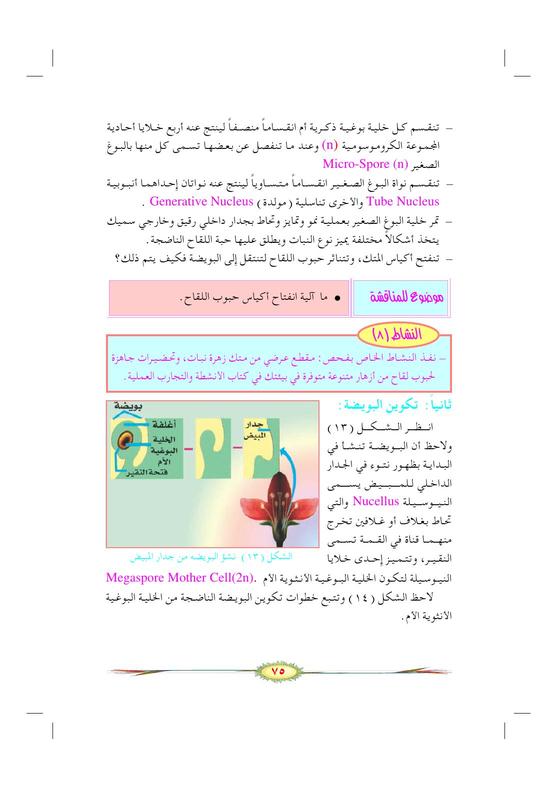 – تنقسم كل خلية بوغية ذكرية أم انقساماً منصفاً لينتج عنه أربع خلايا أحادية
المجموعة الكروموسومية (n) وعند ما تنفصل عن بعضها تسمى كل منها بالبوغ
الصغير Micro-Spore (n)
– تنقسم نواة البوغ الصغير انقساماً متساوياً لينتج عنه نواتان إحداهما أنبوبية
Tube Nucleus والاخرى تناسلية (مولدة) Generative Nucleus .
– تمر خلية البوغ الصغير بعملية نمو وتمايز وتحاط بجدار داخلي رقيق وخارجي سميك
يتخذ أشكالاً مختلفة يميز نوع النبات ويطلق عليها حبة اللقاح الناضجة.
– تنفتح أكياس المتك، وتتناثر حبوب اللقاح لتنتقل إلى البويضة فكيف يتم ذلك؟
موضوع للمناقشة
● ما آلية انفتاح أكياس حبوب اللقاح.
النشاط (٨)
– نفذ النشاط الخاص بفحص: مقطع عرضي من متك زهرة نبات، وتحضيرات جاهزة
لحبوب لقاح من أزهار متنوعة متوفرة في بيئتك في كتاب الأنشطة والتجارب العملية.
ثانياً: تكوين البويضة:
انظر الشكل (١٣)
ولاحظ أن البويضة تنشأ في
البداية بظهور نتوء في الجدار
الداخلي للمبيض يسمى
النيوسيلة Nucellus والتي
تحاط بغلاف أو غلافين تخرج
منهما قناة في القمة تسمى
النقير، وتتميز إحدى خلايا
بويضة
أغلفة
الخلية
البوغية
الأم
فتحة النقير
جدار
المبيض
الشكل (١٣) نشؤ البويضه من جدار المبيض
النيوسيلة لتكون الخلية البوغية الانثوية الأم .Megaspore Mother Cell(2n)
لاحظ الشكل (١٤) وتتبع خطوات تكوين البويضة الناضجة من الخلية البوغية
الانثوية الأم.
٧٥